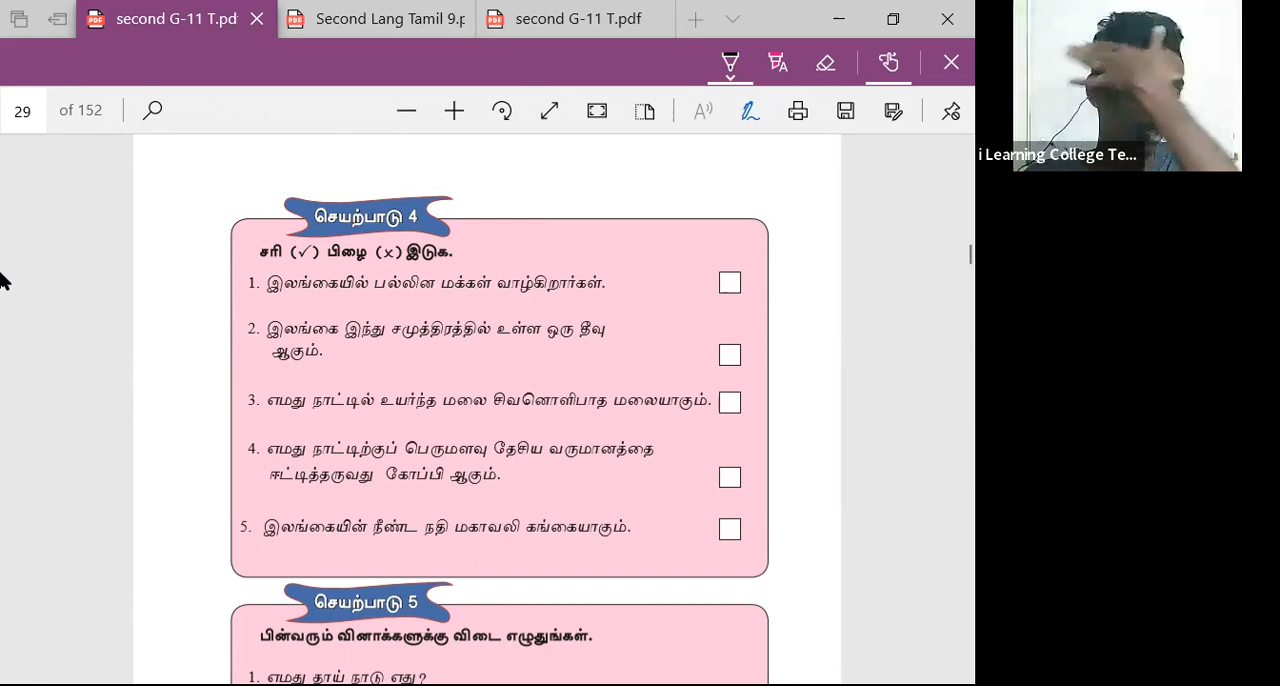 second G-11 T.pd
Second Lang Tamil 9.p
second G-11 T.pdf
29 of 152
i Learning College Te...
செயற்பாடு 4
சரி (✓) பிழை (x) இடுக.
1. இலங்கையில் பல்லின மக்கள் வாழ்கிறார்கள்.
2. இலங்கை இந்து சமுத்திரத்தில் உள்ள ஒரு தீவு
ஆகும்.
3. எமது நாட்டில் உயர்ந்த மலை சிவனொளிபாத மலையாகும்.
4. எமது நாட்டிற்குப் பெருமளவு தேசிய வருமானத்தை
ஈட்டித்தருவது கோப்பி ஆகும்.
5. இலங்கையின் நீண்ட நதி மகாவலி கங்கையாகும்.
செயற்பாடு 5
பின்வரும் வினாக்களுக்கு விடை எழுதுங்கள்.
1. எமது தாய் நாடு எது?